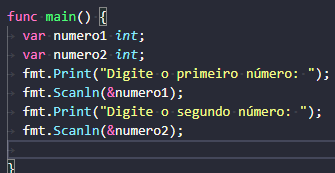 func main() {
var numero1 int;
var numero2 int;
fmt.Print("Digite o primeiro número: ");
fmt.Scanln(&numero1);
fmt.Print("Digite o segundo número: ");
fmt.Scanln(&numero2);
}